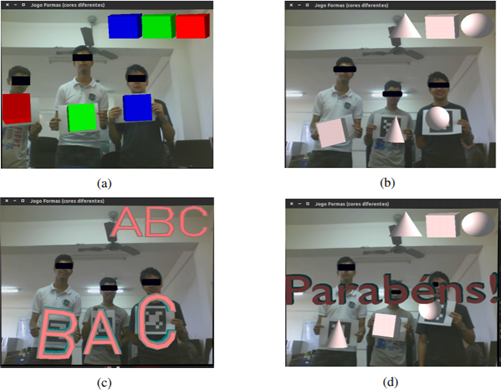 Jogo Formas (cores diferentes)
Jogo Formas (cores diferentes)
(a)
(b)
Jogo Formas (cores diferentes)
ABC
BAC
Jogo Formas (cores diferentes)
Parabéns!
(c)
(d)